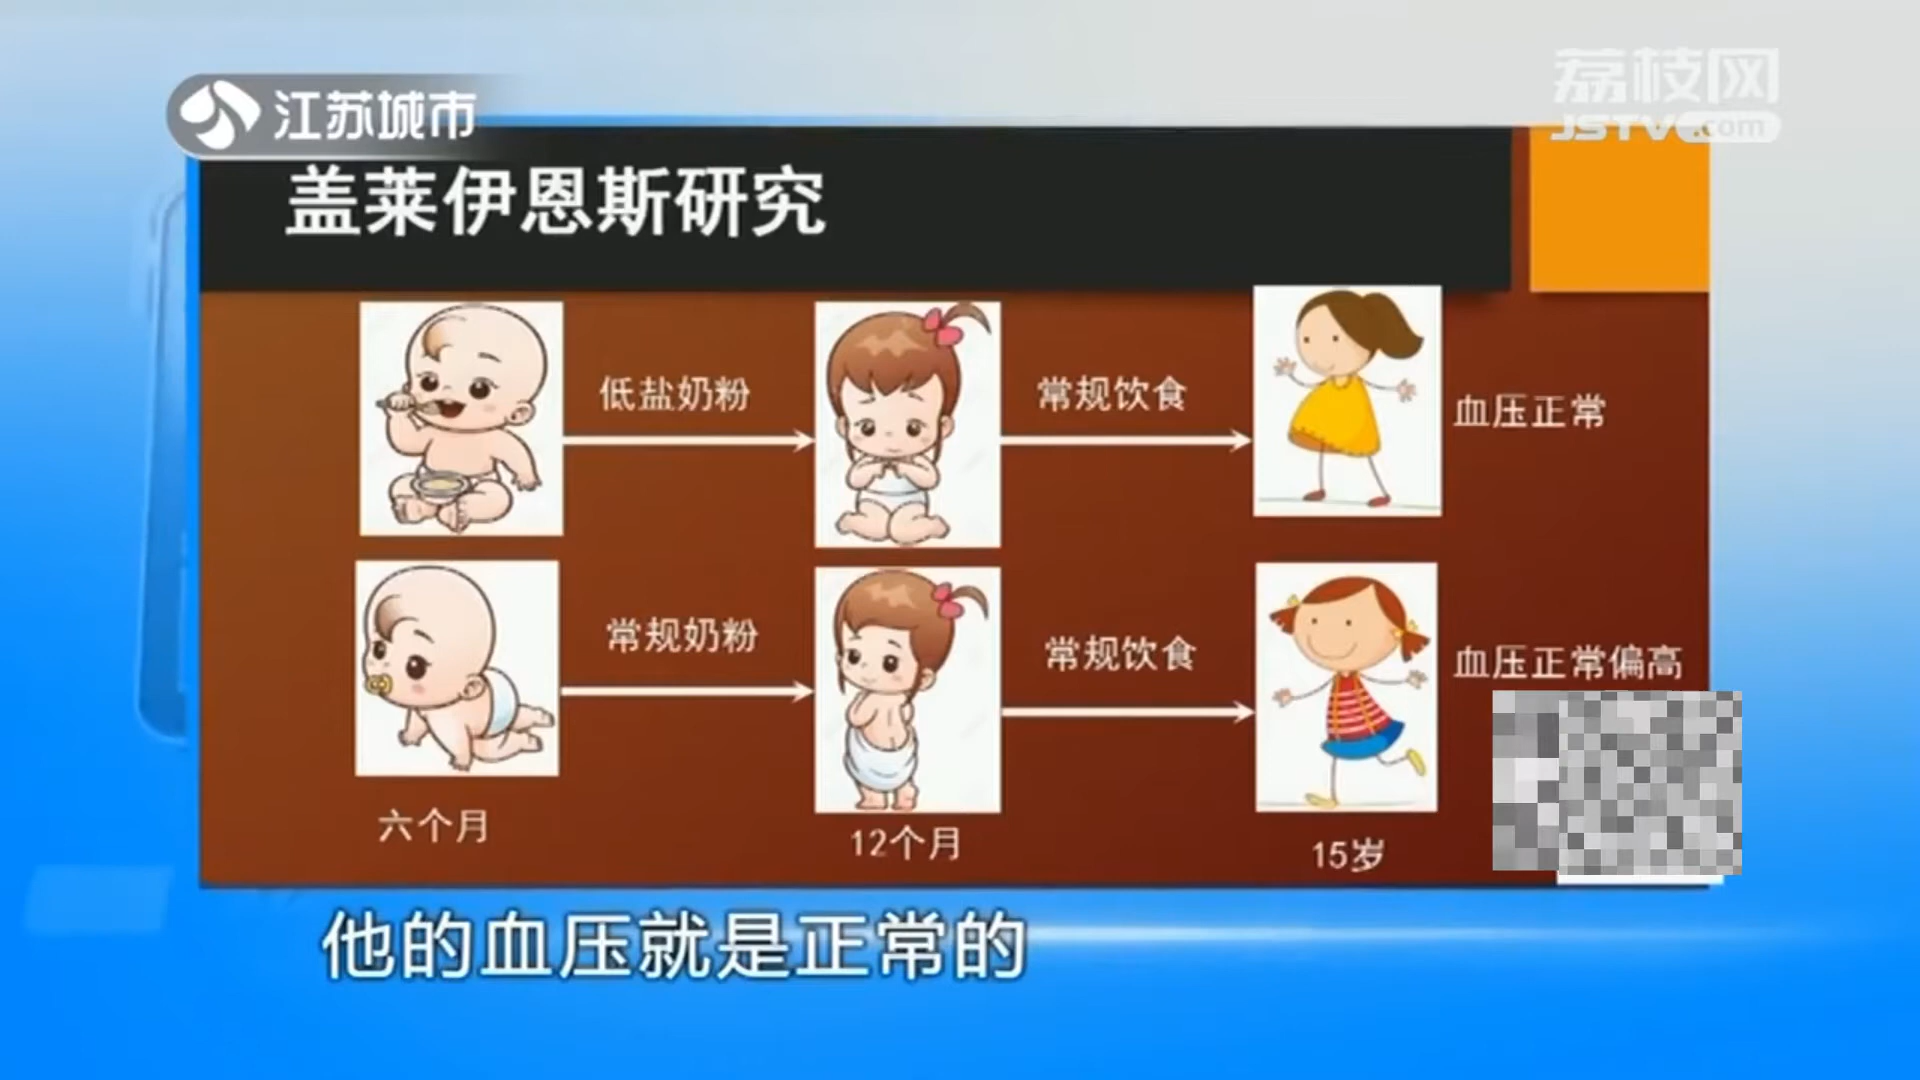 江苏城市
荔枝网
JSTV.com
盖莱伊恩斯研究
低盐奶粉
常规饮食
血压正常
常规奶粉
常规饮食
血压正常偏高
六个月
12个月
15岁
他的血压就是正常的